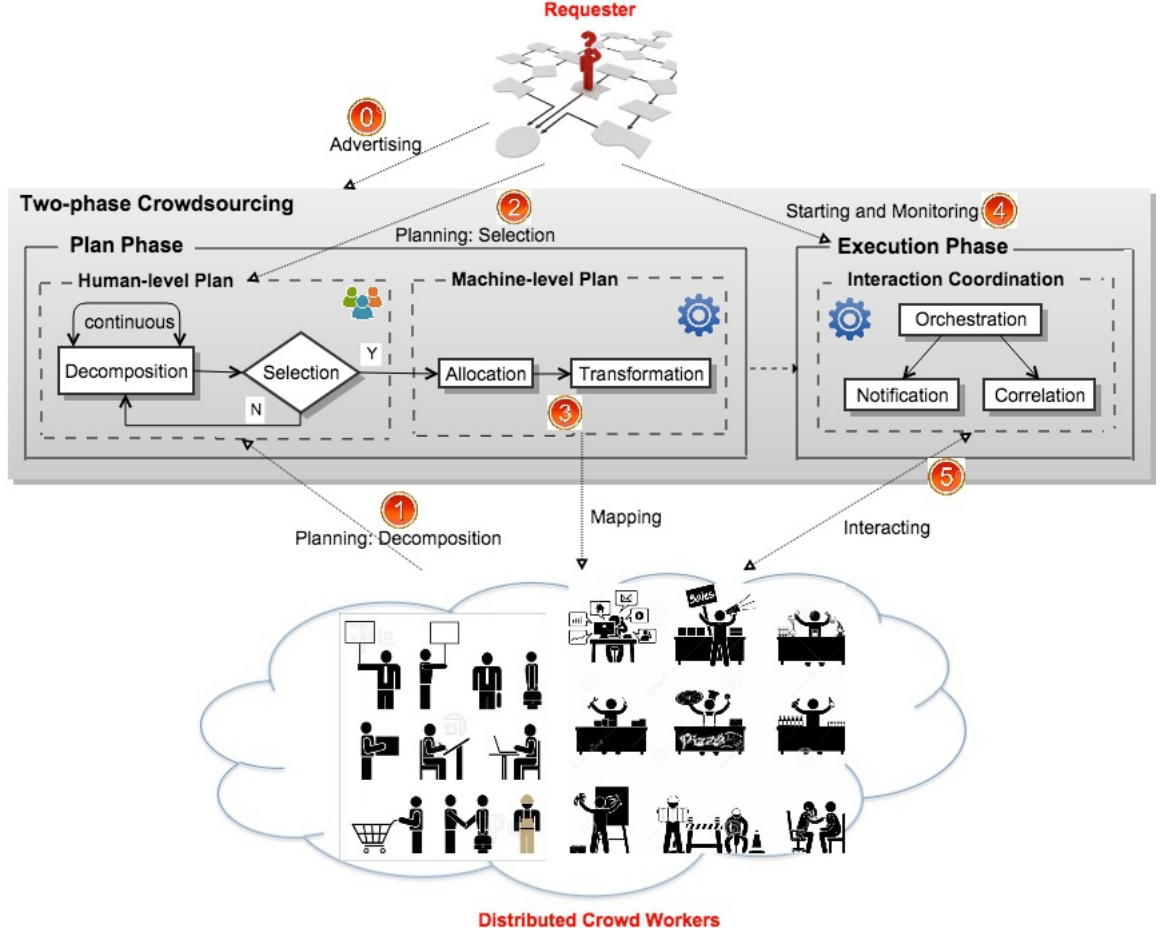 Requester
0
Advertising
Two-phase Crowdsourcing
2
Planning: Selection
Starting and Monitoring 4
Plan Phase
Execution Phase
Human-level Plan
Machine-level Plan
Interaction Coordination
continuous
Orchestration
Decomposition
Selection
Y
Allocation
Transformation
N
Notification
Correlation
3
5
1
Mapping
Interacting
Planning: Decomposition
Sales
Pizza
Distributed Crowd Workers